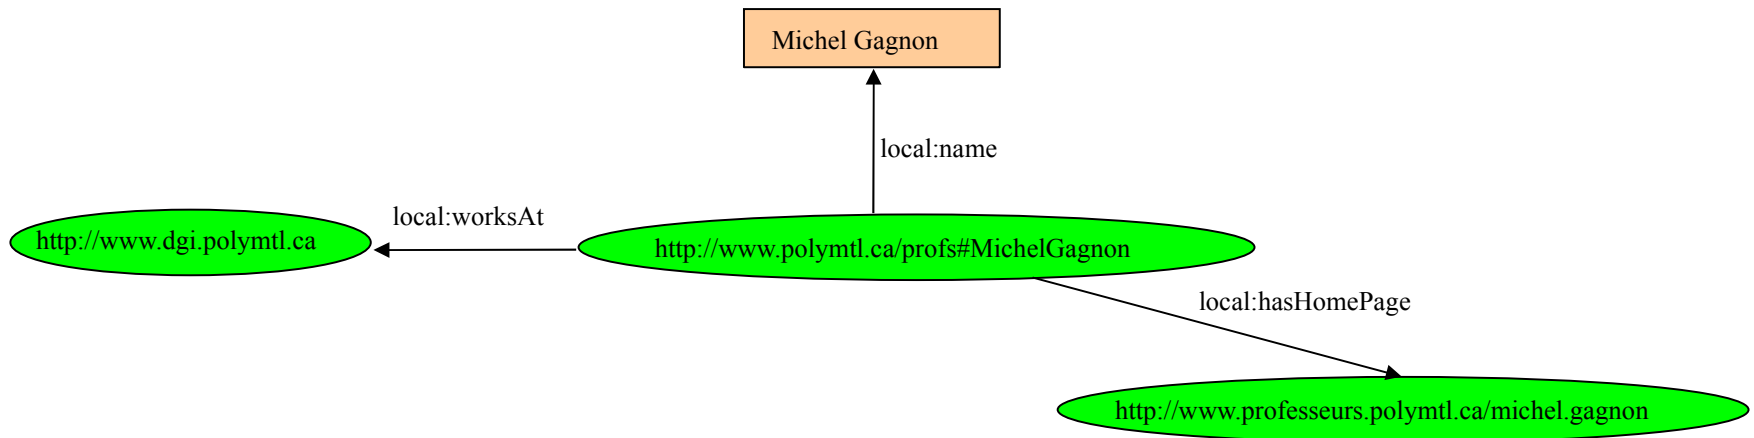 Michel Gagnon
local:name
local:worksAt
http://www.dgi.polymtl.ca
http://www.polymtl.ca/profs#MichelGagnon
local:hasHomePage
http://www.professeurs.polymtl.ca/michel.gagnon